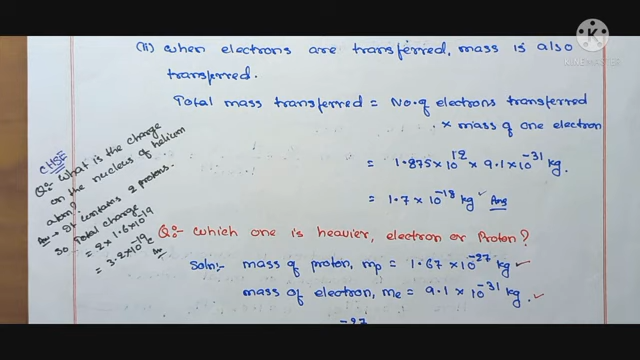 (ii) when electrons are transferred, mass is also
transferred.
Total mass transferred = No. of electrons transferred
× mass of one electron
= 1.875 × 10^12 × 9.1 × 10^-31 kg.
= 1.7 × 10^-18 kg ✓ Ans
CHSE
Q:- What is the charge
on the nucleus of helium
atom?
Ans → It contains 2 protons.
So Total charge
= 2 × 1.6 × 10^-19
= 3.2 × 10^-19 C
Ans
Q:- which one is heavier, electron or Proton?
Soln:- mass of proton, mp = 1.67 × 10^-27 kg ✓
mass of electron, me = 9.1 × 10^-31 kg ✓
-27